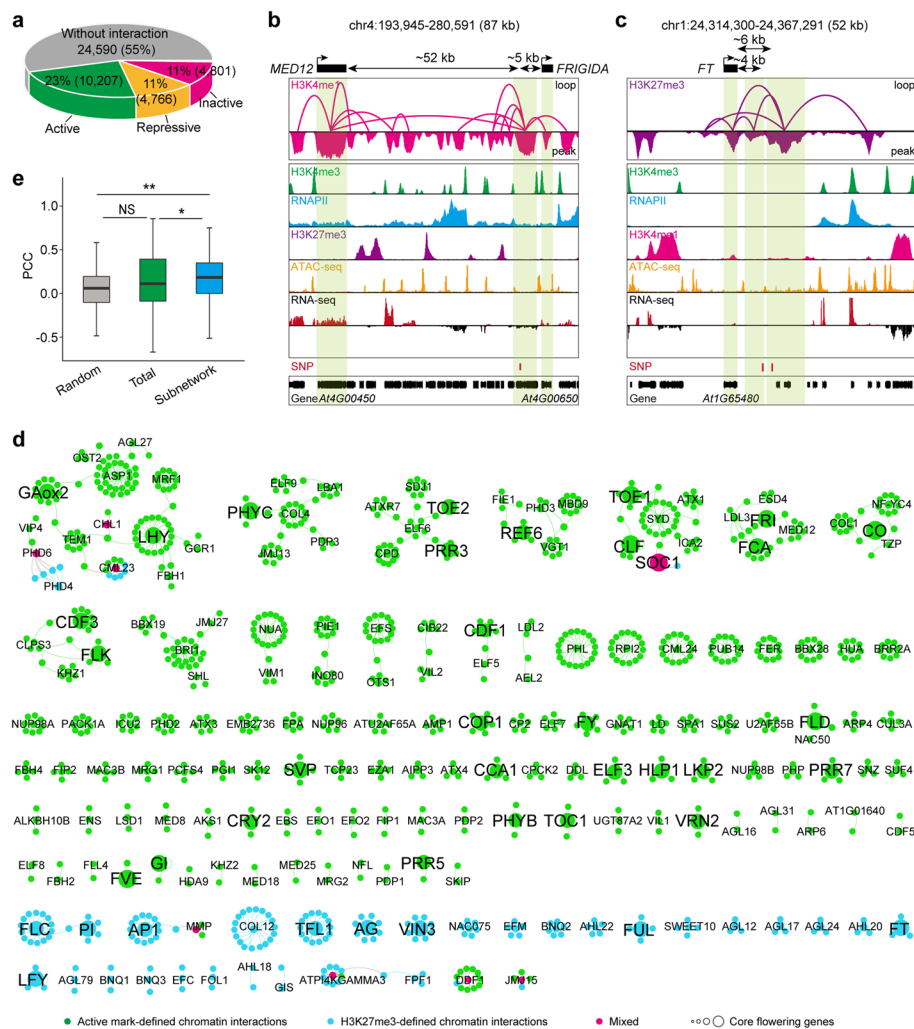 a
Without interaction
24,590 (55%)
23% (10,207)
11%
(4,766)
11% (4,801)
Active
Repressive
Inactive
b
chr4:193,945-280,591 (87 kb)
MED12
~52 kb
~5 kb
FRIGIDA
H3K4me1
loop
peak
H3K4me3
RNAPII
H3K27me3
ATAC-seq
RNA-seq
SNP
Gene
At4G00450
At4G00650
c
chr1:24,314,300-24,367,291 (52 kb)
~6 kb
FT
~4 kb
H3K27me3
loop
peak
H3K4me3
RNAPII
H3K4me1
ATAC-seq
RNA-seq
SNP
Gene
At1G65480
e
**
NS
*
PCC
1.0
0.5
0.0
-0.5
Random
Total
Subnetwork
d
AGL27
OST2
ASP1
MRF1
GAox2
VIP4
CHL1
LHY
PHD6
TEM1
GCR1
CML23
FBH1
PHD4
ELF9
LBA1
PHYC
COL4
JMJ13
PDP3
SDJ1
ATXR7
TOE2
ELF6
CPD
PRR3
FIE1
PHD3
MBD9
REF6
VGT1
TOE1
ATX1
SYD
CLF
ICA2
SOC1
ESD4
LDL3
FRI
MED12
FCA
NF-YC4
COL1
CO
TZP
CDF3
CLPS3
FLK
KHZ1
BBX19
JMJ27
BRI1
SHL
NUA
VIM1
PIE1
INO80
EFS
OTS1
CIB22
VIL2
CDF1
ELF5
LDL2
AEL2
PHL
RPI2
CML24
PUB14
FER
BBX28
HUA
BRR2A
NUP98A PACK1A ICU2 PHD2 ATX3 EMB2736 FPA NUP96 ATU2AF65A AMP1 COP1 CP2 ELF7 FY GNAT1 LD SPA1 SUS2 U2AF65B FLD ARP4 CUL3A
NAC50
FBH4 FIP2 MAC3B MRG1 PCFS4 PGI1 SK12 SVP TCP23 EZA1 AIPP3 ATX4 CCA1 CPCK2 DDL ELF3 HLP1 LKP2 NUP98B PHP PRR7 SNZ SUF4
ALKBH10B ENS LSD1 MED8 AKS1 CRY2 EBS EFO1 EFO2 FIP1 MAC3A PDP2 PHYB TOC1 UGT87A2 VIL1 VRN2
AGL31
AT1G01640
AGL16
ARP6
CDF5
ELF8
FLL4
GI
KHZ2
MED25
NFL
PRR5
FBH2
FVE
HDA9
MED18
MRG2
PDP1
SKIP
FLC PI AP1 MMP COL12 TFL1 AG VIN3 NAC075 EFM BNQ2 AHL22 FUL SWEET10 AGL12 AGL17 AGL24 AHL20 FT
LFY AGL79 BNQ1 BNQ3 EFC FOL1
AHL18
GIS
ATPI4KGAMMA3
FPF1
DDF1
JMJ15
Active mark-defined chromatin interactions
H3K27me3-defined chromatin interactions
Mixed
Core flowering genes